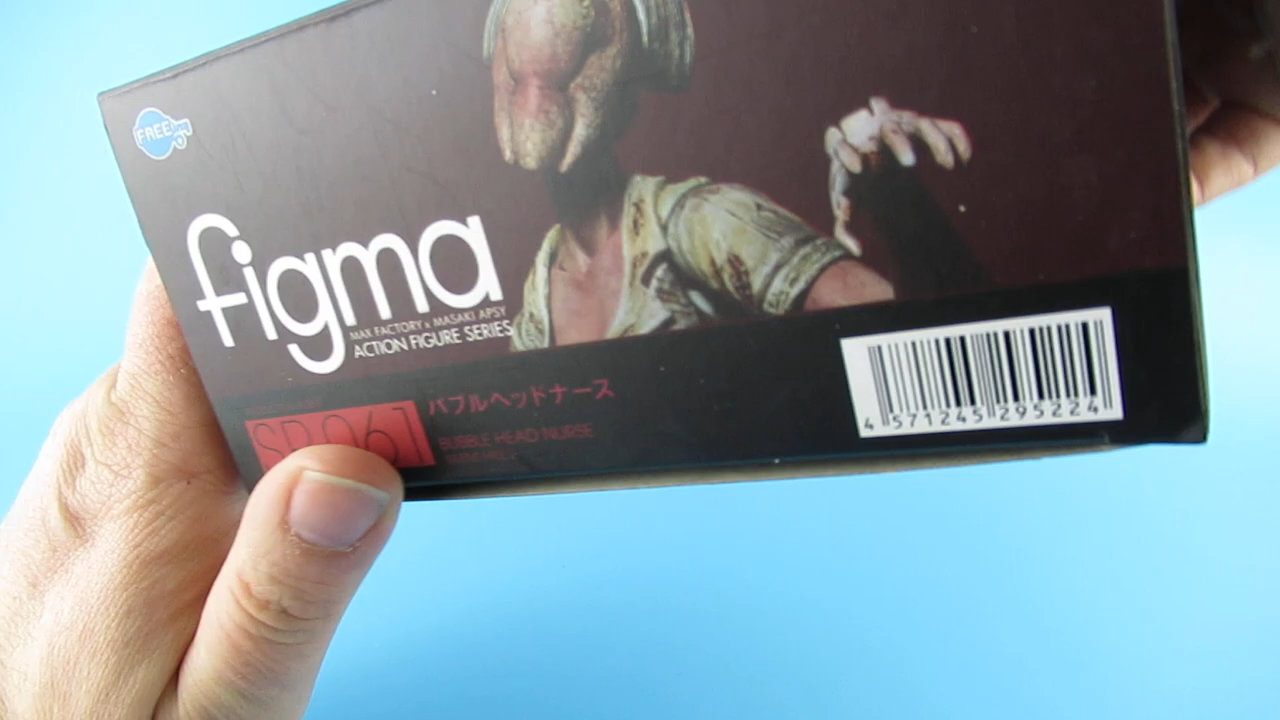 FREEing
figma
MAX FACTORY x MASAKI APSY
ACTION FIGURE SERIES
SP-061
バブルヘッドナース
BUBBLE HEAD NURSE
4 571245 295224